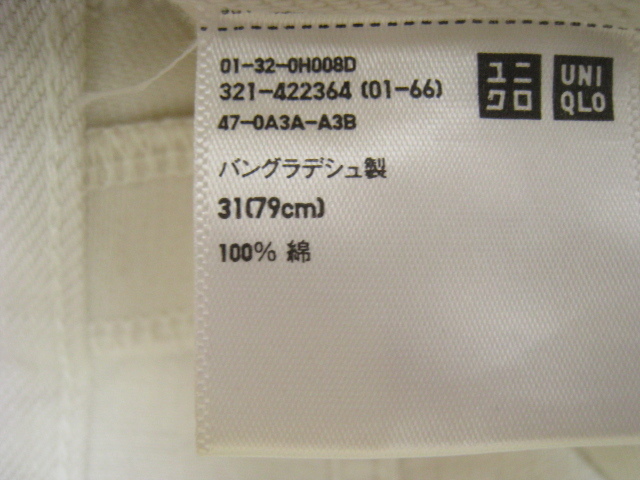 01-32-0H008D
321-422364 (01-66)
47-0A3A-A3B
ユニ
クロ
UNI
QLO
バングラデシュ製
31(79cm)
100% 綿